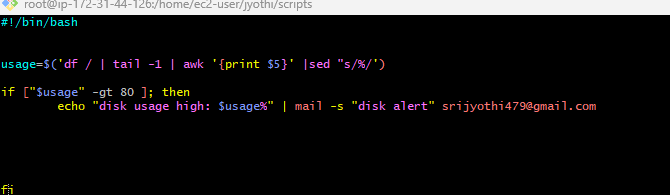 root@ip-172-31-44-126:/home/ec2-user/jyothi/scripts
#!/bin/bash
usage=$('df / | tail -1 | awk '{print $5}' |sed "s/%/')
if ["$usage" -gt 80 ]; then
echo "disk usage high: $usage%" | mail -s "disk alert" srijyothi479@gmail.com
fi